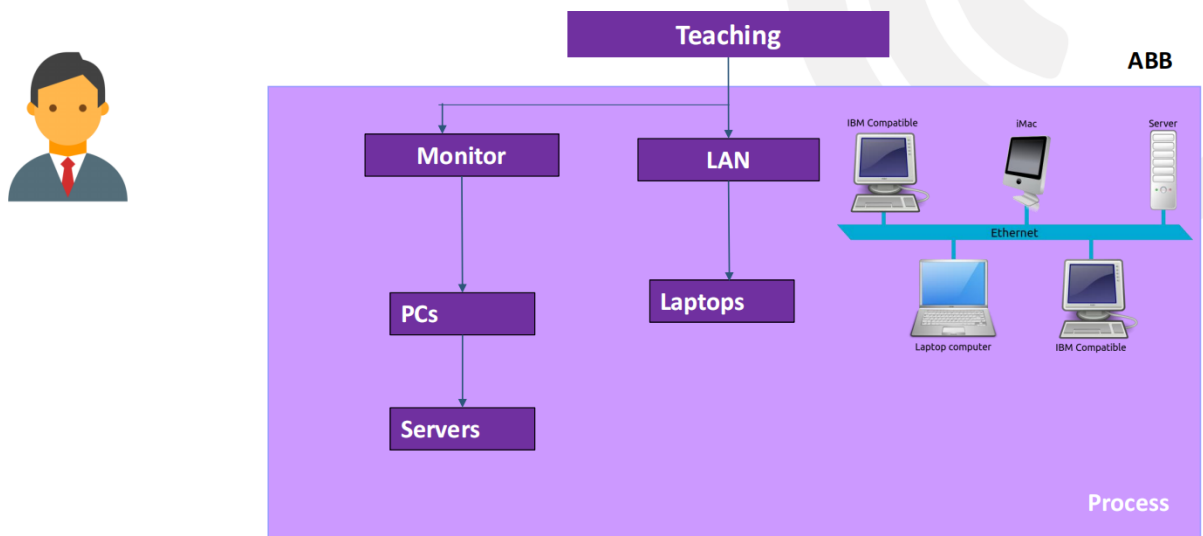 Teaching
ABB
Monitor
LAN
IBM Compatible
iMac
Server
Ethernet
PCs
Laptops
Laptop computer
IBM Compatible
Servers
Process